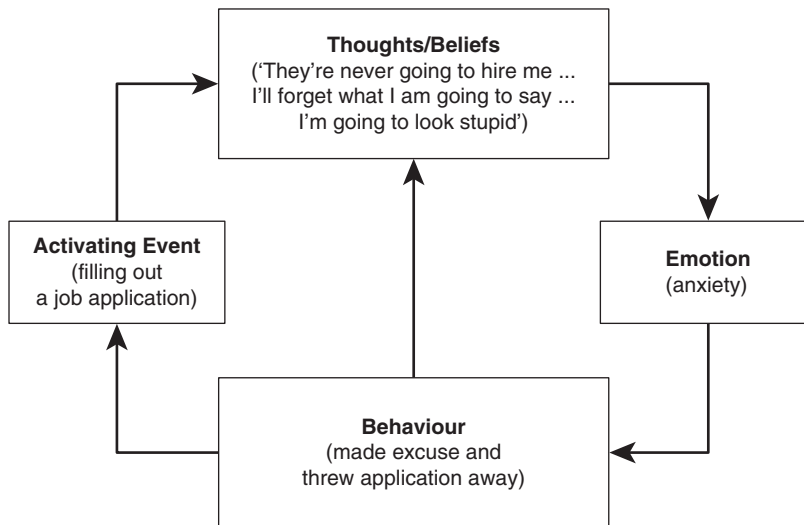 Thoughts/Beliefs
(‘They’re never going to hire me ...
I’ll forget what I am going to say ...
I’m going to look stupid’)
Activating Event
(filling out
a job application)
Emotion
(anxiety)
Behaviour
(made excuse and
threw application away)